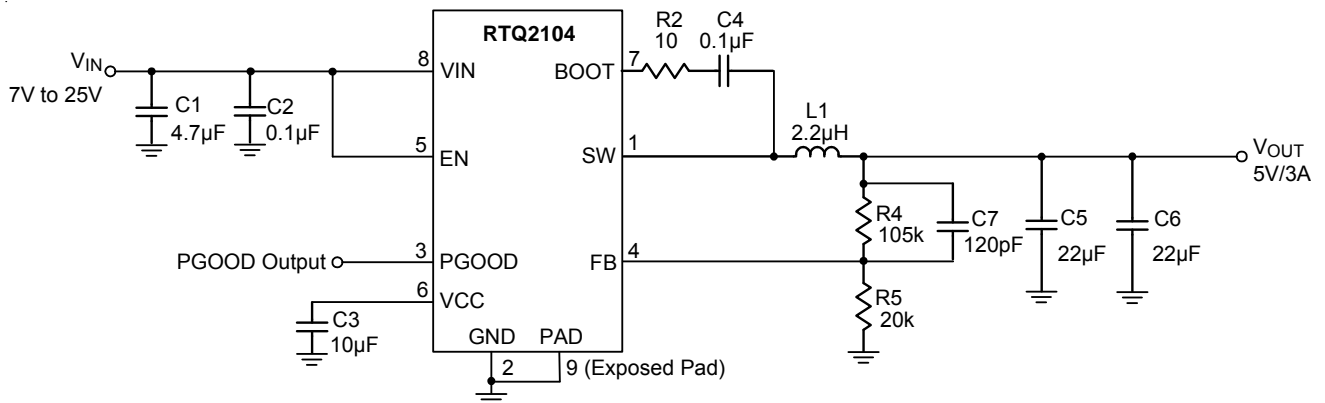 RTQ2104
R2
10
C4
0.1µF
VIN
7V to 25V
8
VIN
BOOT
7
C1
4.7µF
C2
0.1µF
L1
2.2µH
5
EN
SW
1
VOUT
5V/3A
R4
105k
C7
120pF
C5
22µF
C6
22µF
PGOOD Output
3
PGOOD
FB
4
6
VCC
C3
10µF
R5
20k
GND
PAD
2
9 (Exposed Pad)